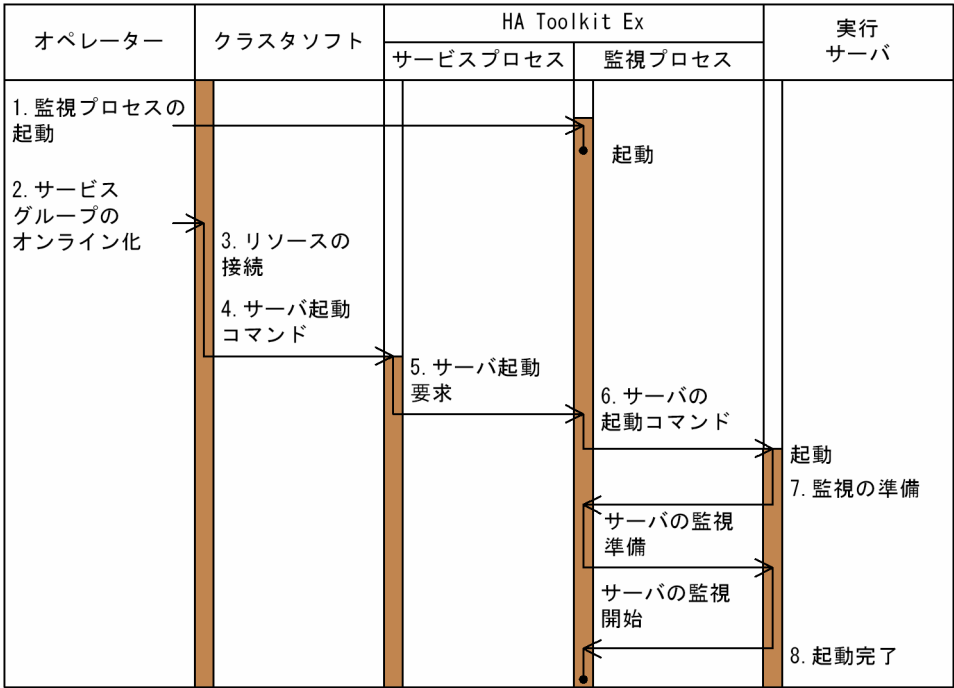 オペレーター
クラスタソフト
HA Toolkit Ex
サービスプロセス
監視プロセス
実行
サーバ
1.監視プロセスの
起動
起動
2.サービス
グループの
オンライン化
3.リソースの
接続
4.サーバ起動
コマンド
5.サーバ起動
要求
6.サーバの
起動コマンド
起動
7.監視の準備
サーバの監視
準備
サーバの監視
開始
8.起動完了